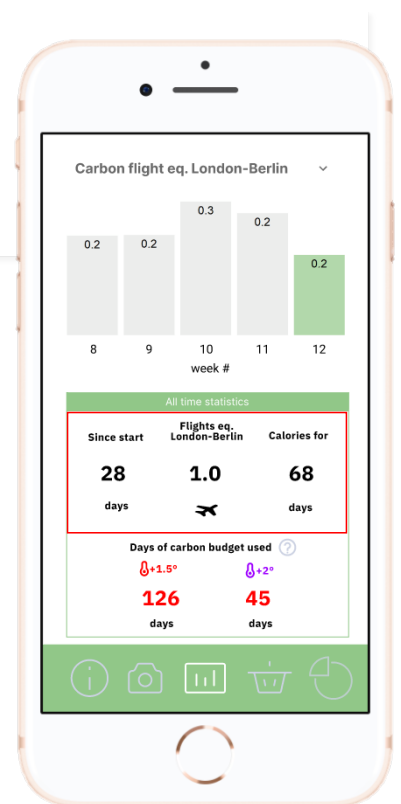 Carbon flight eq. London-Berlin
0.2 0.2 0.3 0.2 0.2
8 9 10 11 12
week #
All time statistics
Since start
Flights eq.
London-Berlin
Calories for
28 1.0 68
days days
Days of carbon budget used ?
+1.5° +2°
126 45
days days